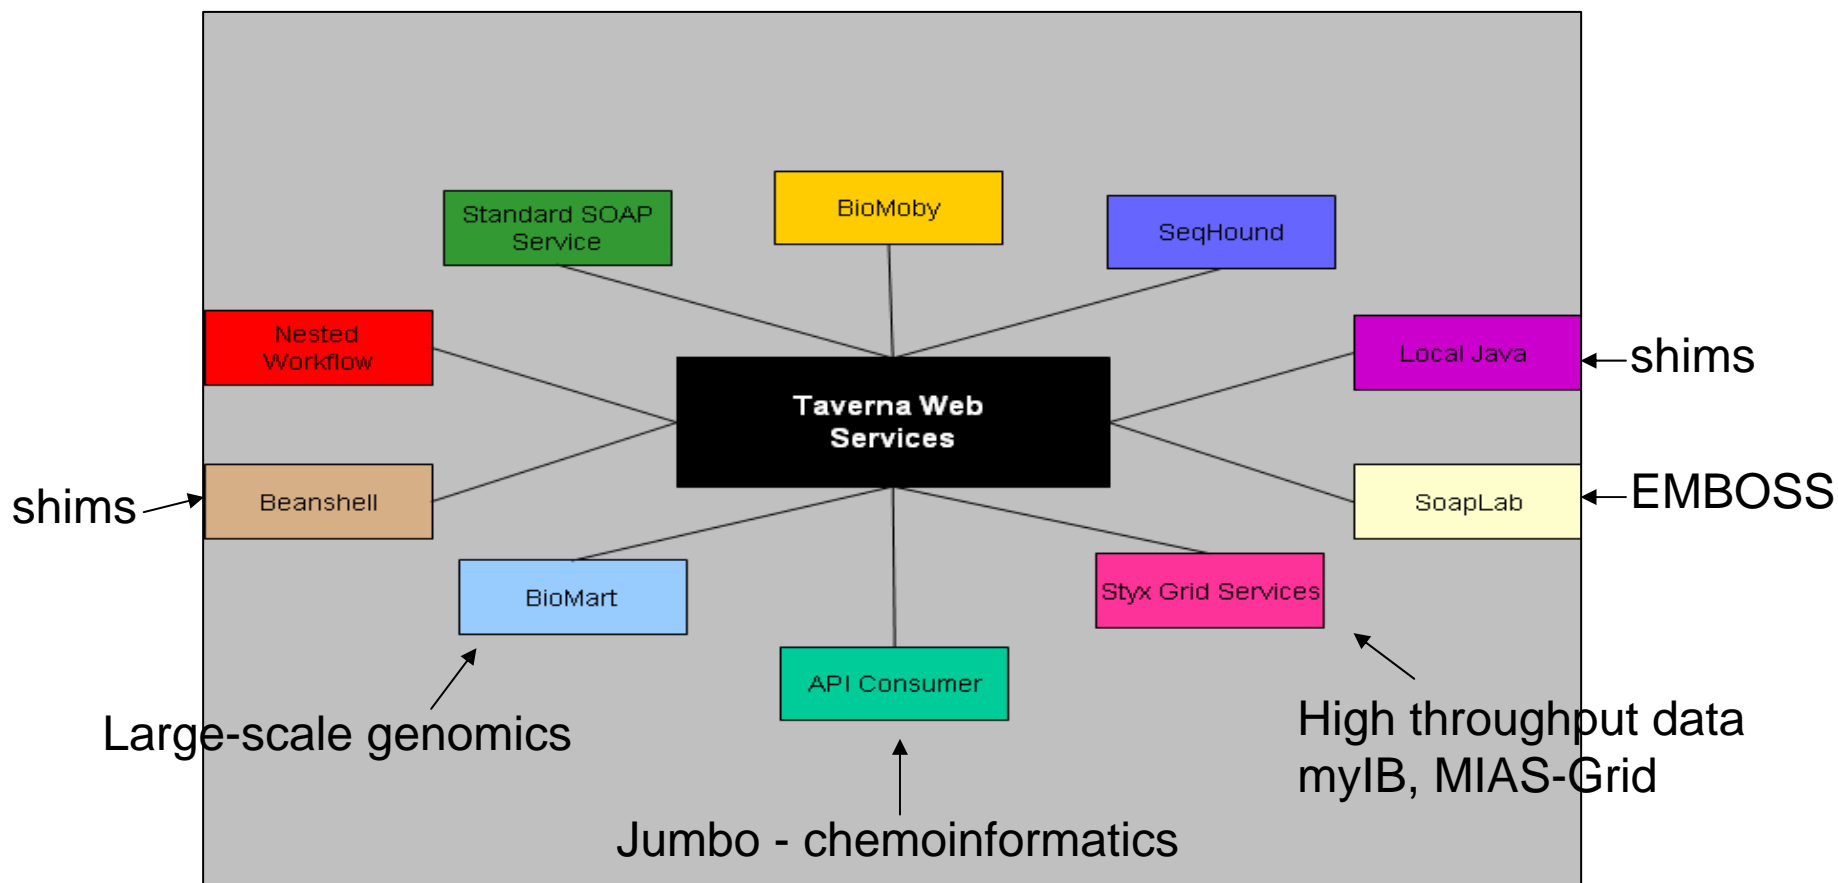 BioMoby
Standard SOAP
Service
SeqHound
Nested
Workflow
Local Java
shims
Taverna Web
Services
shims
Beanshell
SoapLab
EMBOSS
BioMart
Styx Grid Services
API Consumer
Large-scale genomics
High throughput data
myIB, MIAS-Grid
Jumbo - chemoinformatics